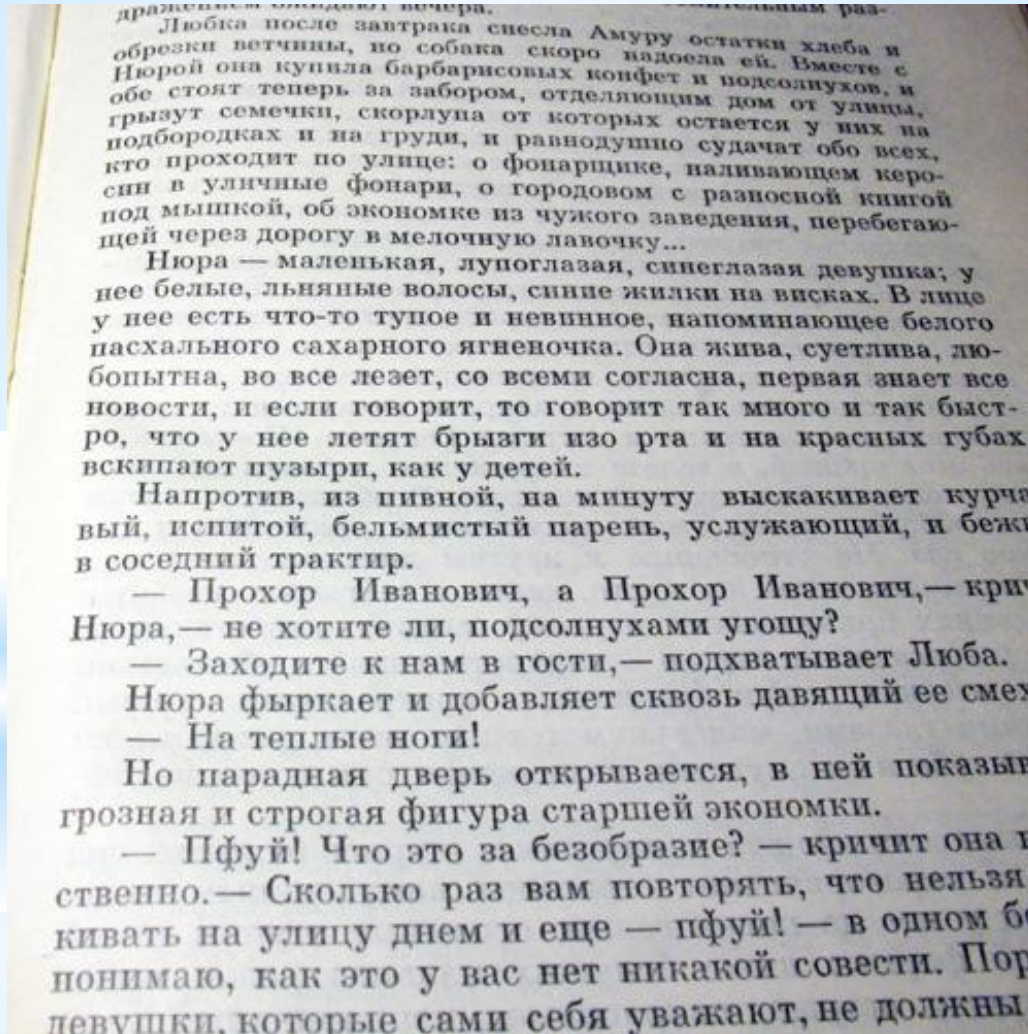 дражением ожидают вечера. раз-
Любка после завтрака снесла Амуру остатки хлеба и
обрезки ветчины, но собака скоро надоела ей. Вместе с
Нюрой она купила барбарисовых конфет и подсолнухов, и
обе стоят теперь за забором, отделяющим дом от улицы,
грызут семечки, скорлупа от которых остается у них на
подбородках и на груди, и равнодушно судачат обо всех,
кто проходит по улице: о фонарщике, наливающем керо-
син в уличные фонари, о городовом с разносной книгой
под мышкой, об экономке из чужого заведения, перебегаю-
щей через дорогу в мелочную лавочку...
Нюра — маленькая, лупоглазая, синеглазая девушка; у
нее белые, льняные волосы, синие жилки на висках. В лице
у нее есть что-то тупое и невинное, напоминающее белого
пасхального сахарного ягненочка. Она жива, суетлива, лю-
бопытна, во все лезет, со всеми согласна, первая знает все
новости, и если говорит, то говорит так много и так быст-
ро, что у нее летят брызги изо рта и на красных губах
вскипают пузыри, как у детей.
Напротив, из пивной, на минуту выскакивает курча
вый, испитой, бельмистый парень, услужающий, и беж
в соседний трактир.
— Прохор Иванович, а Прохор Иванович,— крич
Нюра,— не хотите ли, подсолнухами угощу?
— Заходите к нам в гости,— подхватывает Люба.
Нюра фыркает и добавляет сквозь давящий ее смех
— На теплые ноги!
Но парадная дверь открывается, в ней показыв
грозная и строгая фигура старшей экономки.
— Пфуй! Что это за безобразие? — кричит она
ственно.— Сколько раз вам повторять, что нельзя
кивать на улицу днем и еще — пфуй! — в одном бе
понимаю, как это у вас нет никакой совести. Пор
девушки, которые сами себя уважают, не должны